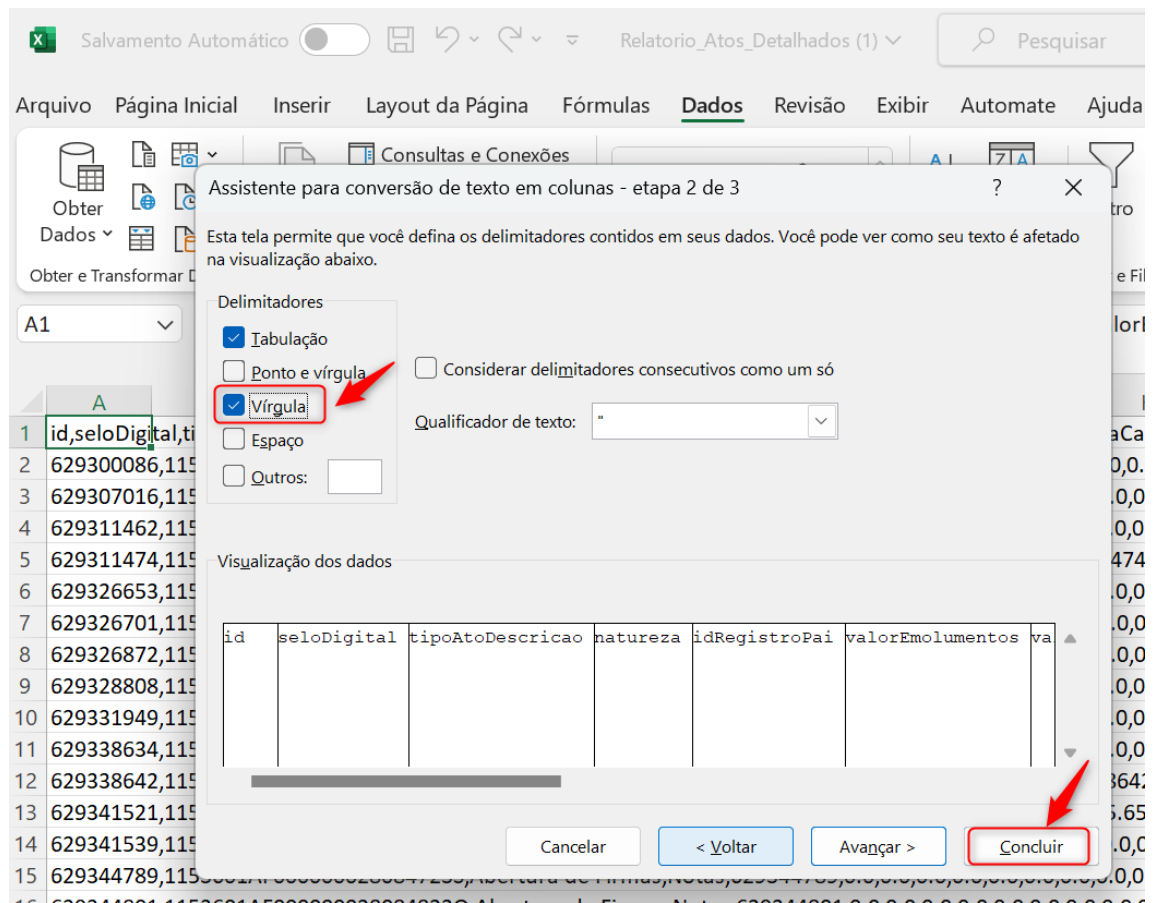 Salvamento Automático
Relatorio_Atos_Detalhados (1)
Pesquisar
Arquivo Página Inicial Inserir Layout da Página Fórmulas Dados Revisão Exibir Automate Ajuda
Consultas e Conexões
Obter Dados
Obter e Transformar D
tro
e Fil
Assistente para conversão de texto em colunas - etapa 2 de 3
?
Esta tela permite que você defina os delimitadores contidos em seus dados. Você pode ver como seu texto é afetado
na visualização abaixo.
Delimitadores
Tabulação
Ponto e vírgula
Vírgula
Espaço
Outros:
Considerar delimitadores consecutivos como um só
Qualificador de texto: "
Visualização dos dados
id seloDigital tipoAtoDescricao natureza idRegistroPai valorEmolumentos va
Cancelar < Voltar Avançar > Concluir
A1
A
1 id,seloDigital,ti
2 629300086,115
3 629307016,115
4 629311462,115
5 629311474,115
6 629326653,115
7 629326701,115
8 629326872,115
9 629328808,115
10 629331949,115
11 629338634,115
12 629338642,115
13 629341521,115
14 629341539,115
15 629344789,115